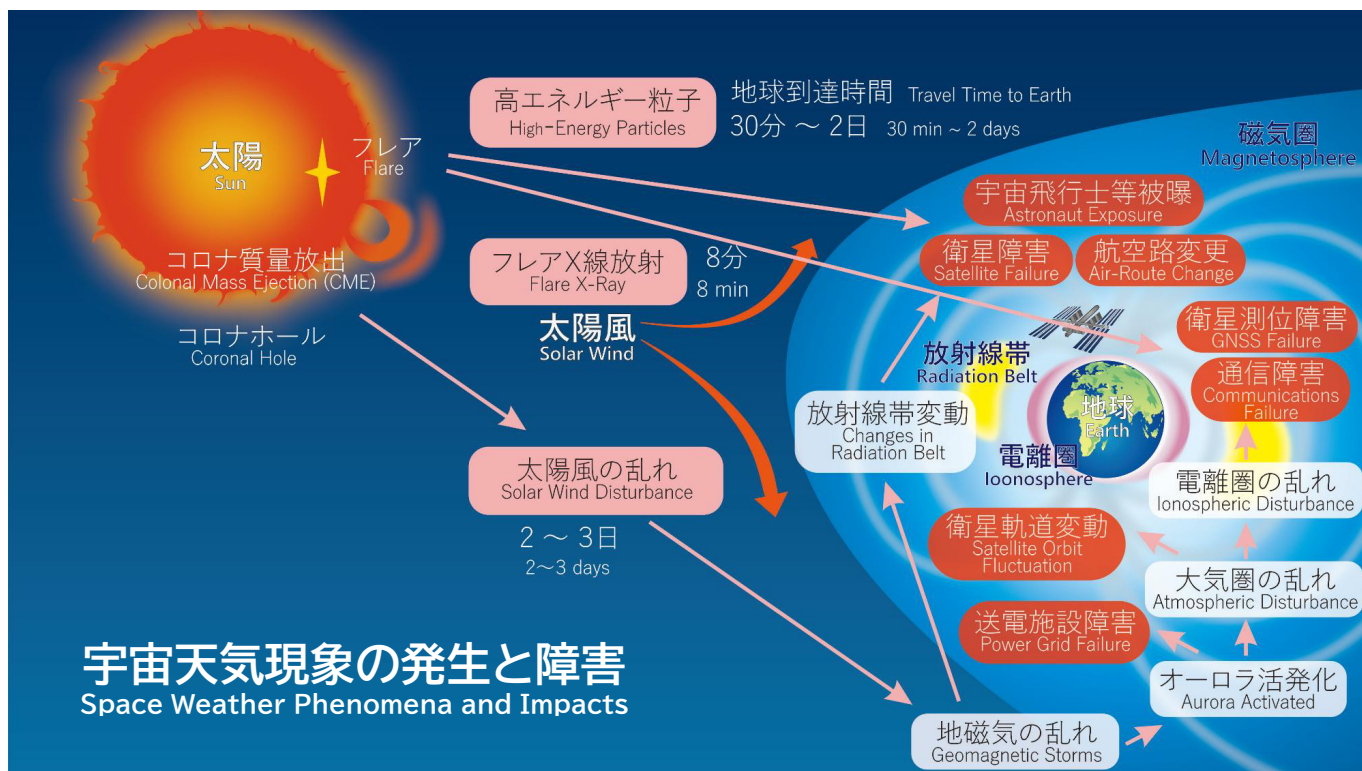 高エネルギー粒子
High-Energy Particles
地球到達時間 Travel Time to Earth
30分 ～ 2日 30 min ~ 2 days
太陽
Sun
フレア
Flare
コロナ質量放出
Colonal Mass Ejection (CME)
コロナホール
Coronal Hole
フレアX線放射
Flare X-Ray
8分
8 min
太陽風
Solar Wind
太陽風の乱れ
Solar Wind Disturbance
2 ～ 3日
2~3 days
磁気圏
Magnetosphere
宇宙飛行士等被曝
Astronaut Exposure
衛星障害
Satellite Failure
航空路変更
Air-Route Change
衛星測位障害
GNSS Failure
放射線帯
Radiation Belt
通信障害
Communications
Failure
地球
Earth
放射線帯変動
Changes in
Radiation Belt
電離圏
Ioonosphere
電離圏の乱れ
Ionospheric Disturbance
衛星軌道変動
Satellite Orbit
Fluctuation
大気圏の乱れ
Atmospheric Disturbance
送電施設障害
Power Grid Failure
オーロラ活発化
Aurora Activated
地磁気の乱れ
Geomagnetic Storms
宇宙天気現象の発生と障害
Space Weather Phenomena and Impacts